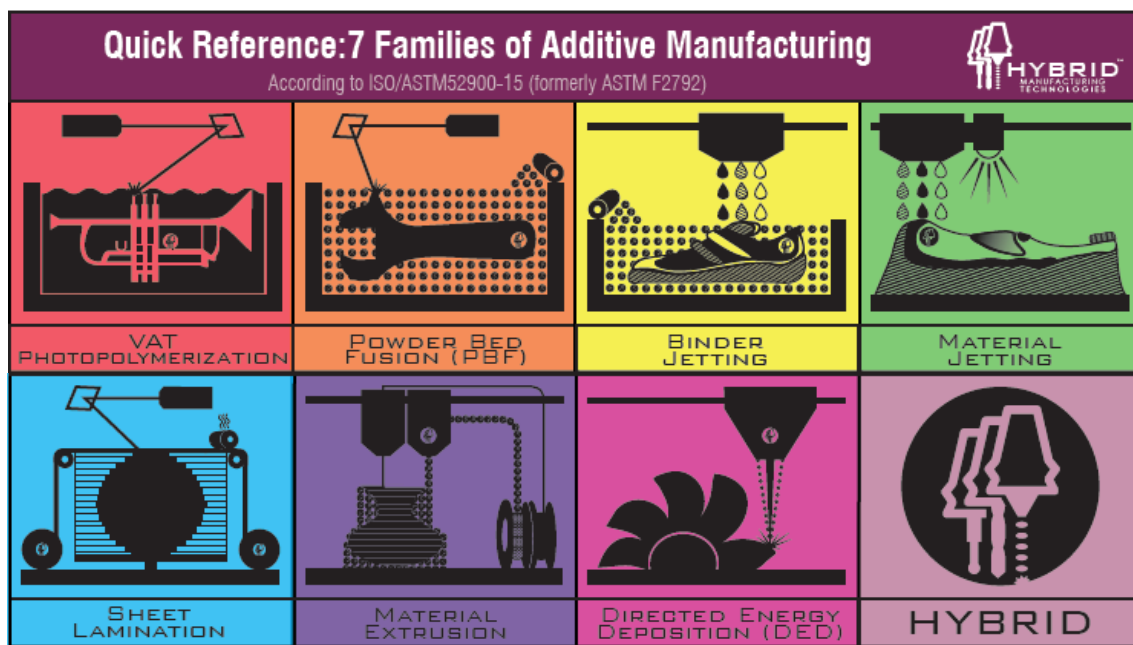 Quick Reference:7 Families of Additive Manufacturing
According to ISO/ASTM52900-15 (formerly ASTM F2792)
HYBRID™
MANUFACTURING
TECHNOLOGIES
VAT
PHOTOPOLYMERIZATION
POWDER BED
FUSION (PBF)
BINDER
JETTING
MATERIAL
JETTING
SHEET
LAMINATION
MATERIAL
EXTRUSION
DIRECTED ENERGY
DEPOSITION (DED)
HYBRID